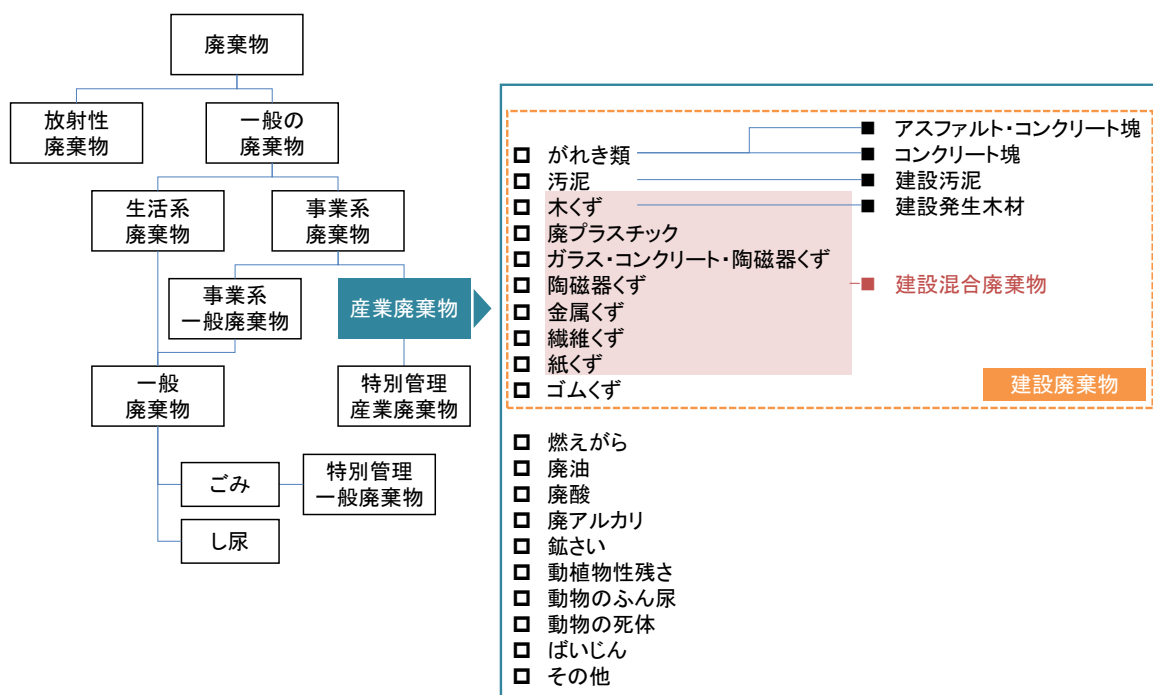 廃棄物
放射性
廃棄物
一般の
廃棄物
生活系
廃棄物
事業系
廃棄物
事業系
一般廃棄物
産業廃棄物
一般
廃棄物
特別管理
産業廃棄物
ごみ
特別管理
一般廃棄物
し尿
がれき類
汚泥
木くず
廃プラスチック
ガラス・コンクリート・陶磁器くず
陶磁器くず
金属くず
繊維くず
紙くず
ゴムくず
アスファルト・コンクリート塊
コンクリート塊
建設汚泥
建設発生木材
建設混合廃棄物
建設廃棄物
燃えがら
廃油
廃酸
廃アルカリ
鉱さい
動植物性残さ
動物のふん尿
動物の死体
ばいじん
その他